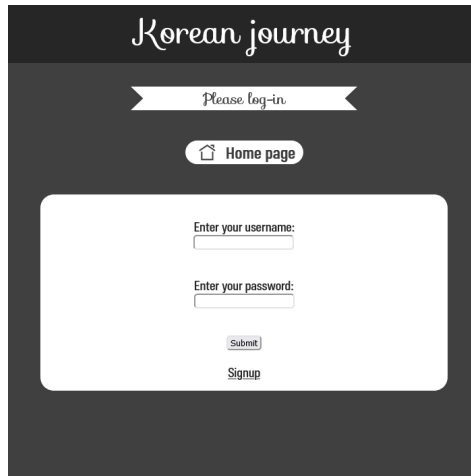 Korean journey
Please log-in
Home page
Enter your username:
Enter your password:
Submit
Signup